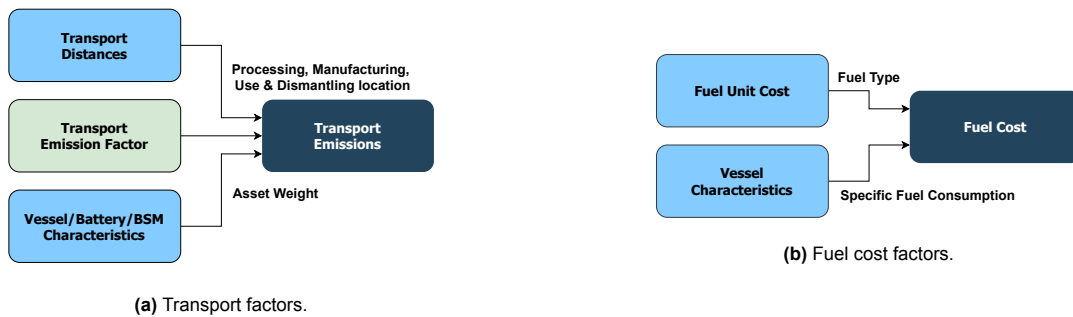 Transport
Distances
Processing, Manufacturing,
Use & Dismantling location
Transport
Emission Factor
Transport
Emissions
Asset Weight
Vessel/Battery/BSM
Characteristics
(a) Transport factors.
Fuel Unit Cost
Fuel Type
Fuel Cost
Vessel
Characteristics
Specific Fuel Consumption
(b) Fuel cost factors.